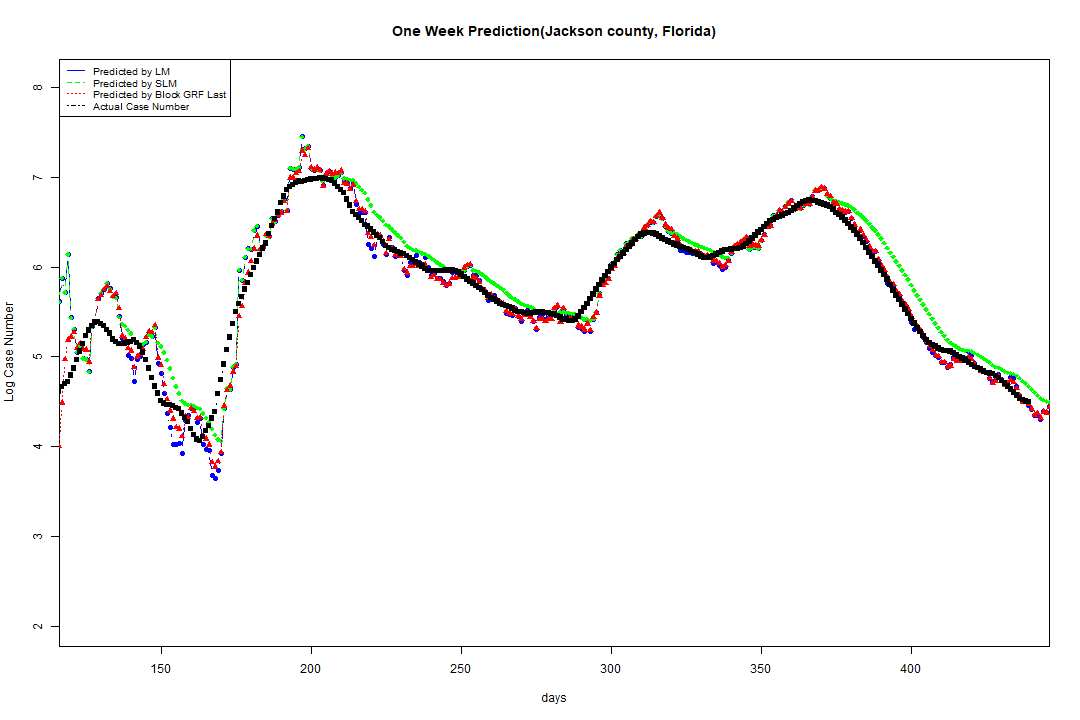 One Week Prediction(Jackson county, Florida)
Predicted by LM
Predicted by SLM
Predicted by Block GRF Last
Actual Case Number
8
7
6
5
4
3
2
Log Case Number
150 200 250 300 350 400
days